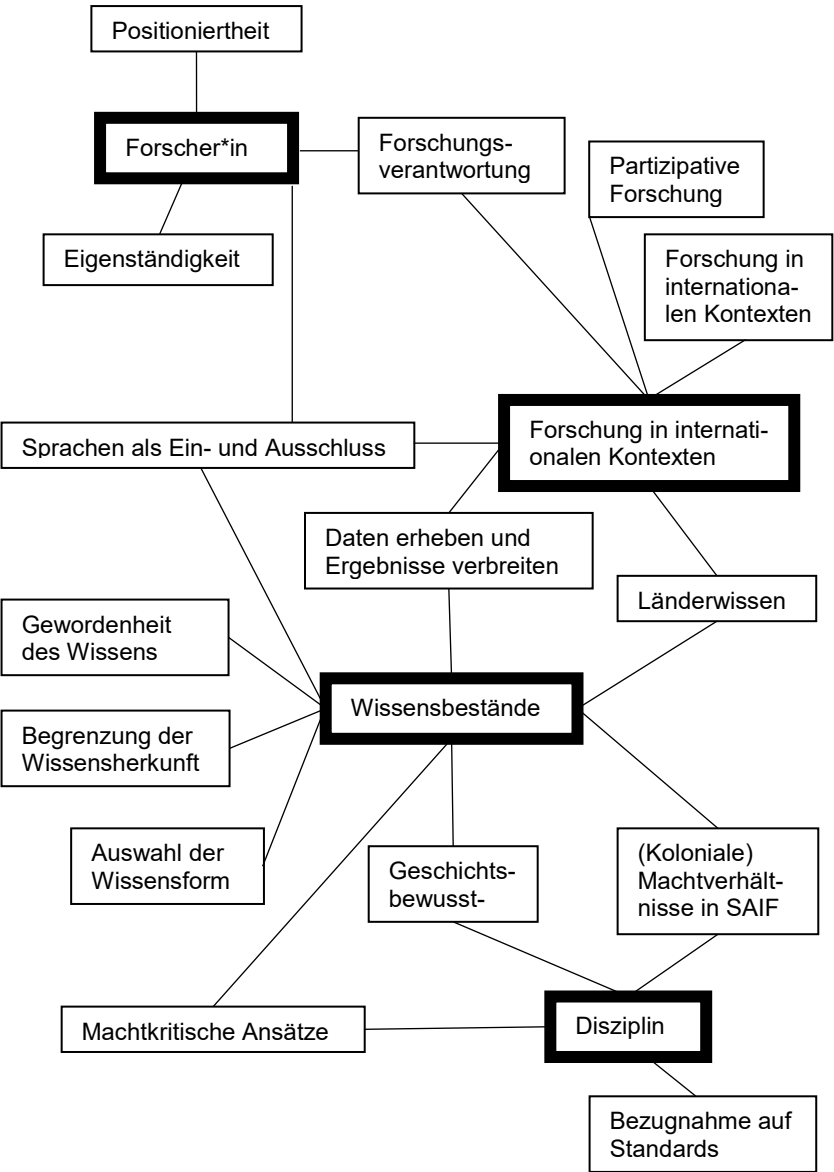 Positioniertheit
Forscher*in
Forschungs-
verantwortung
Partizipative
Forschung
Eigenständigkeit
Forschung in
internationa-
len Kontexten
Sprachen als Ein- und Ausschluss
Forschung in internati-
onalen Kontexten
Daten erheben und
Ergebnisse verbreiten
Länderwissen
Gewordenheit
des Wissens
Wissensbestände
Begrenzung der
Wissensherkunft
Auswahl der
Wissensform
Geschichts-
bewusst-
(Koloniale)
Machtverhält-
nisse in SAIF
Machtkritische Ansätze
Disziplin
Bezugnahme auf
Standards